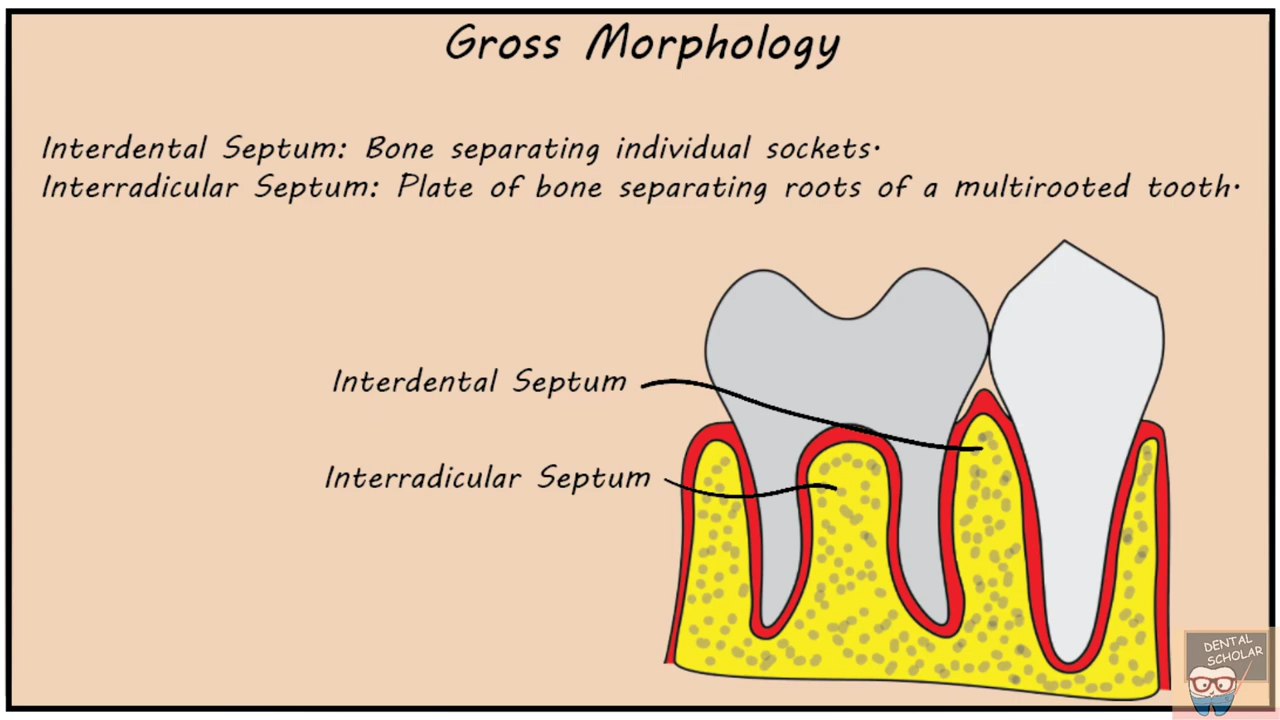 Gross Morphology
Interdental Septum: Bone separating individual sockets.
Interradicular Septum: Plate of bone separating roots of a multirooted tooth.
Interdental Septum
Interradicular Septum
DENTAL
SCHOLAR